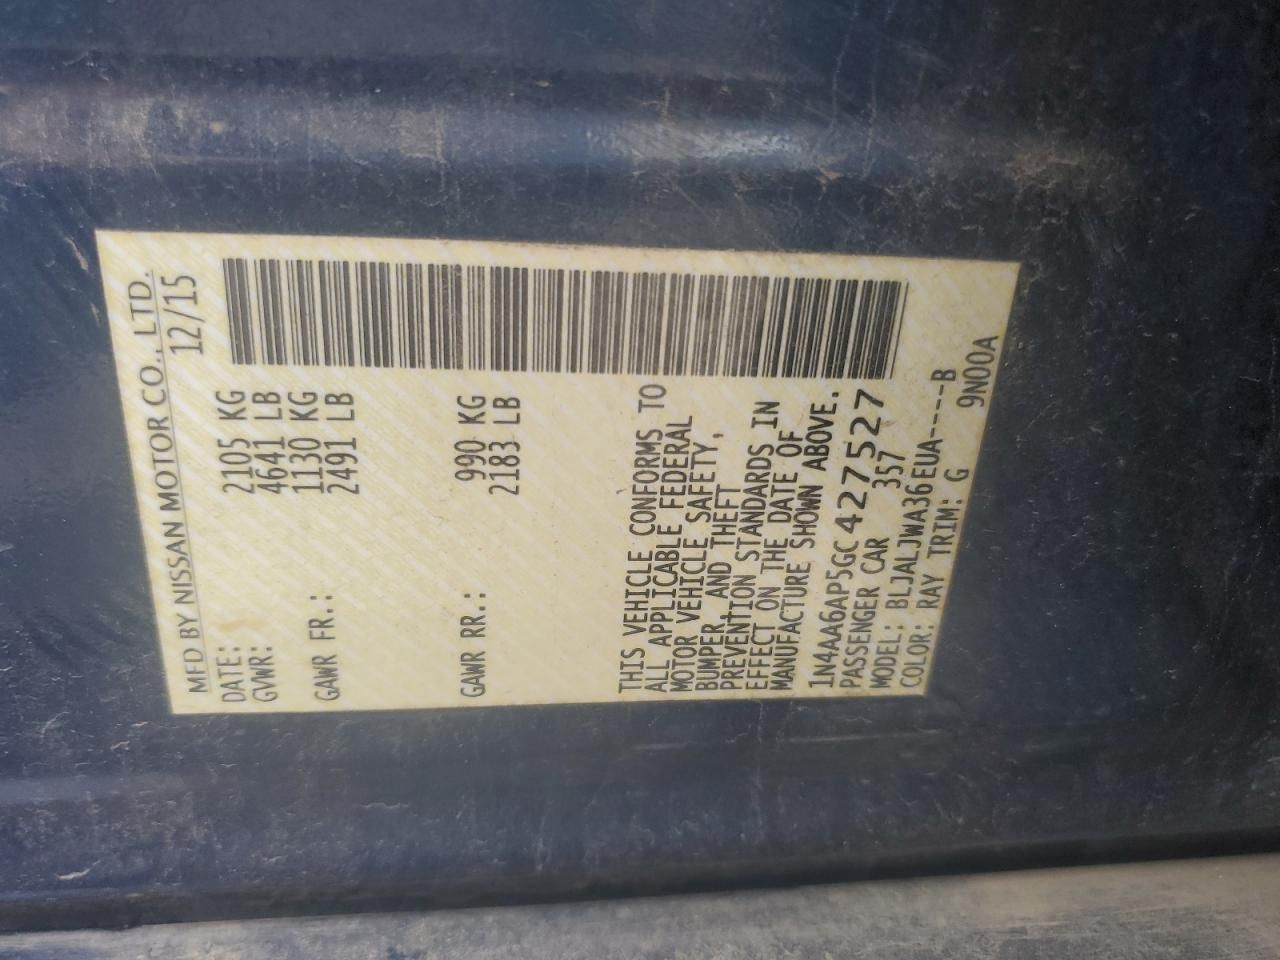 MFD BY NISSAN MOTOR CO., LTD.
DATE: 12/15
GVWR: 2105 KG
4641 LB
GAWR FR.: 1130 KG
2491 LB
GAWR RR.: 990 KG
2183 LB
THIS VEHICLE CONFORMS TO
ALL APPLICABLE FEDERAL
MOTOR VEHICLE SAFETY,
BUMPER, AND THEFT
PREVENTION STANDARDS IN
EFFECT ON THE DATE OF
MANUFACTURE SHOWN ABOVE.
1N4AA6AP5GC427527
PASSENGER CAR 357
MODEL: BLJALJWA36EUA-----B
COLOR: RAY TRIM: G 9N00A